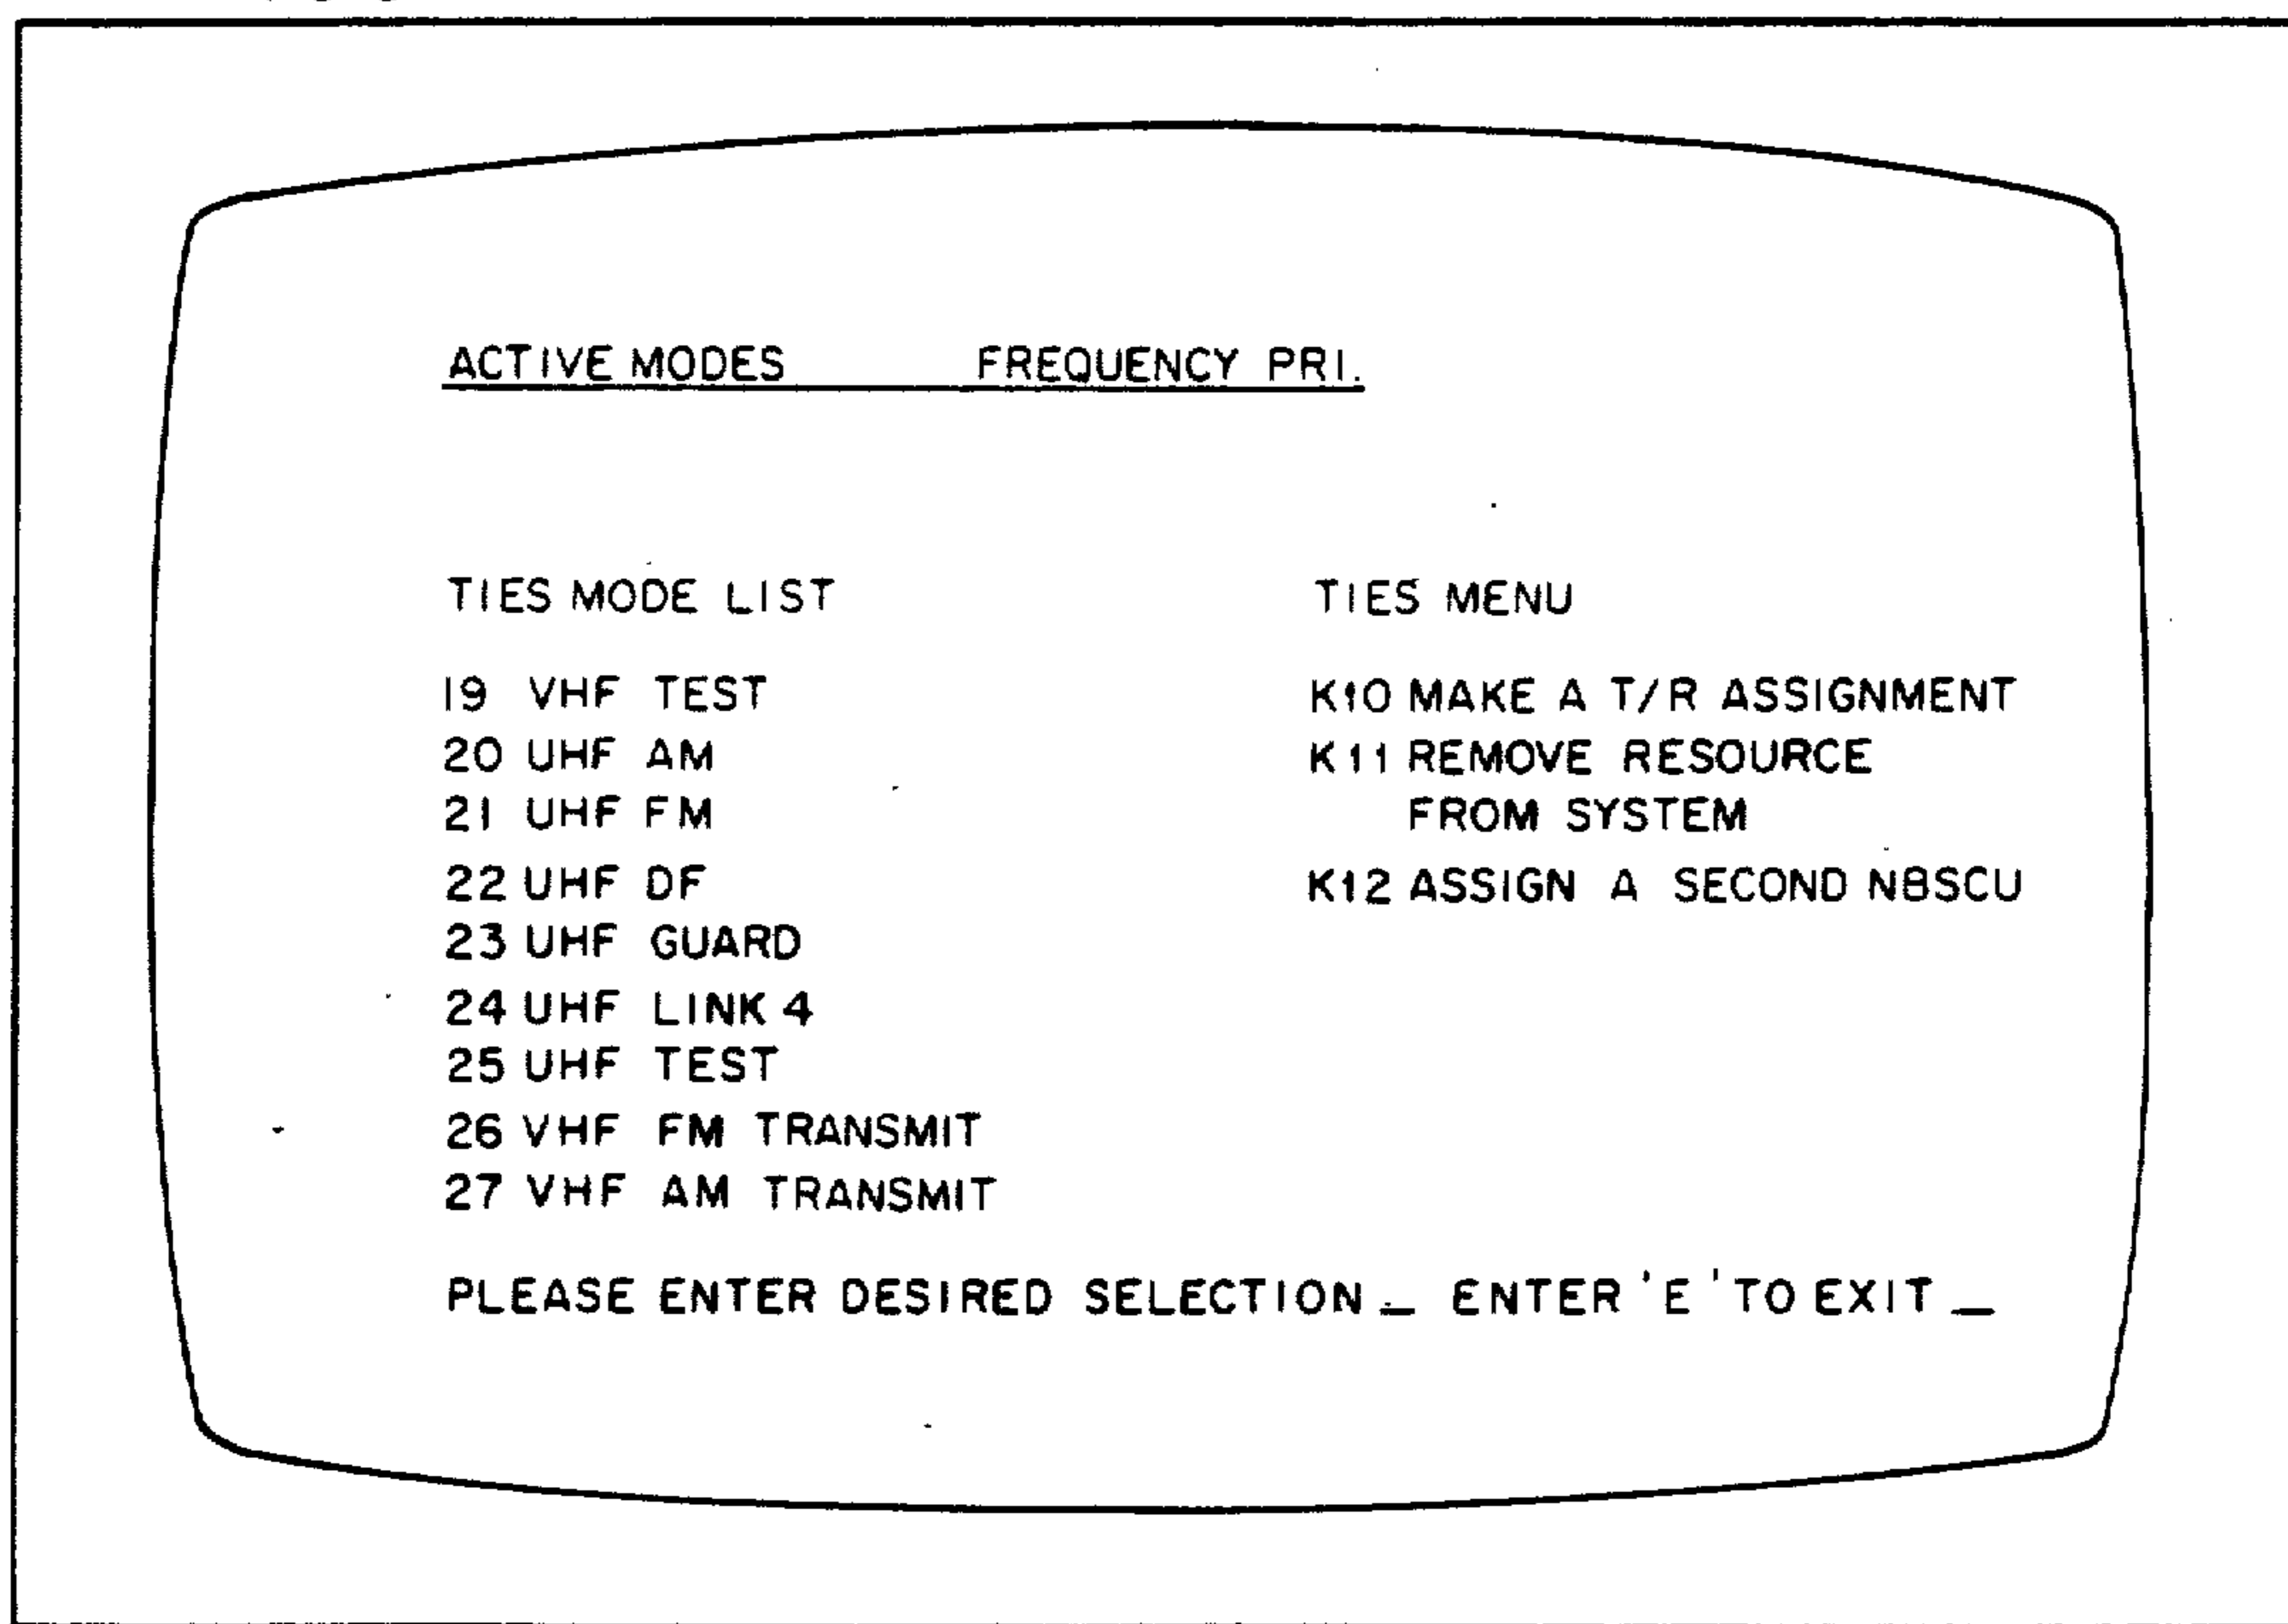 ACTIVE MODES FREQUENCY PRI.
TIES MODE LIST TIES MENU
19 VHF TEST K10 MAKE A T/R ASSIGNMENT
20 UHF AM K11 REMOVE RESOURCE
21 UHF FM FROM SYSTEM
22 UHF DF K12 ASSIGN A SECOND NBSCU
23 UHF GUARD
24 UHF LINK 4
25 UHF TEST
26 VHF FM TRANSMIT
27 VHF AM TRANSMIT
PLEASE ENTER DESIRED SELECTION _ ENTER 'E' TO EXIT _